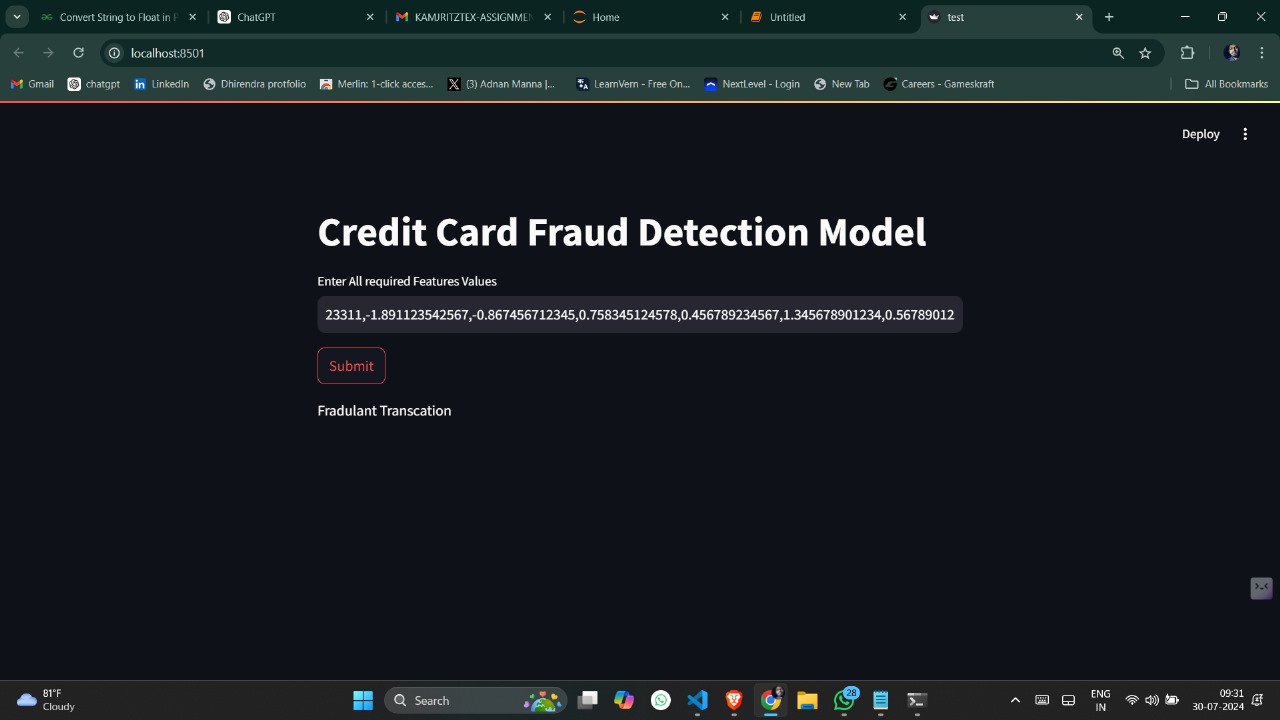 Convert String to Float in P
ChatGPT
KAMJRITZTEX-ASSIGNMEN
Home
Untitled
test
localhost:8501
Gmail
chatgpt
LinkedIn
Dhirendra protfolio
Merlin: 1-click acces...
(3) Adnan Manna |...
LearnVern - Free On...
NextLevel - Login
New Tab
Careers - Gameskraft
All Bookmarks
Deploy
Credit Card Fraud Detection Model
Enter All required Features Values
23311,-1.891123542567,-0.867456712345,0.758345124578,0.456789234567,1.345678901234,0.56789012
Submit
Fradulant Transcation
81°F
Cloudy
Search
28
ENG
IN
09:31
30-07-2024